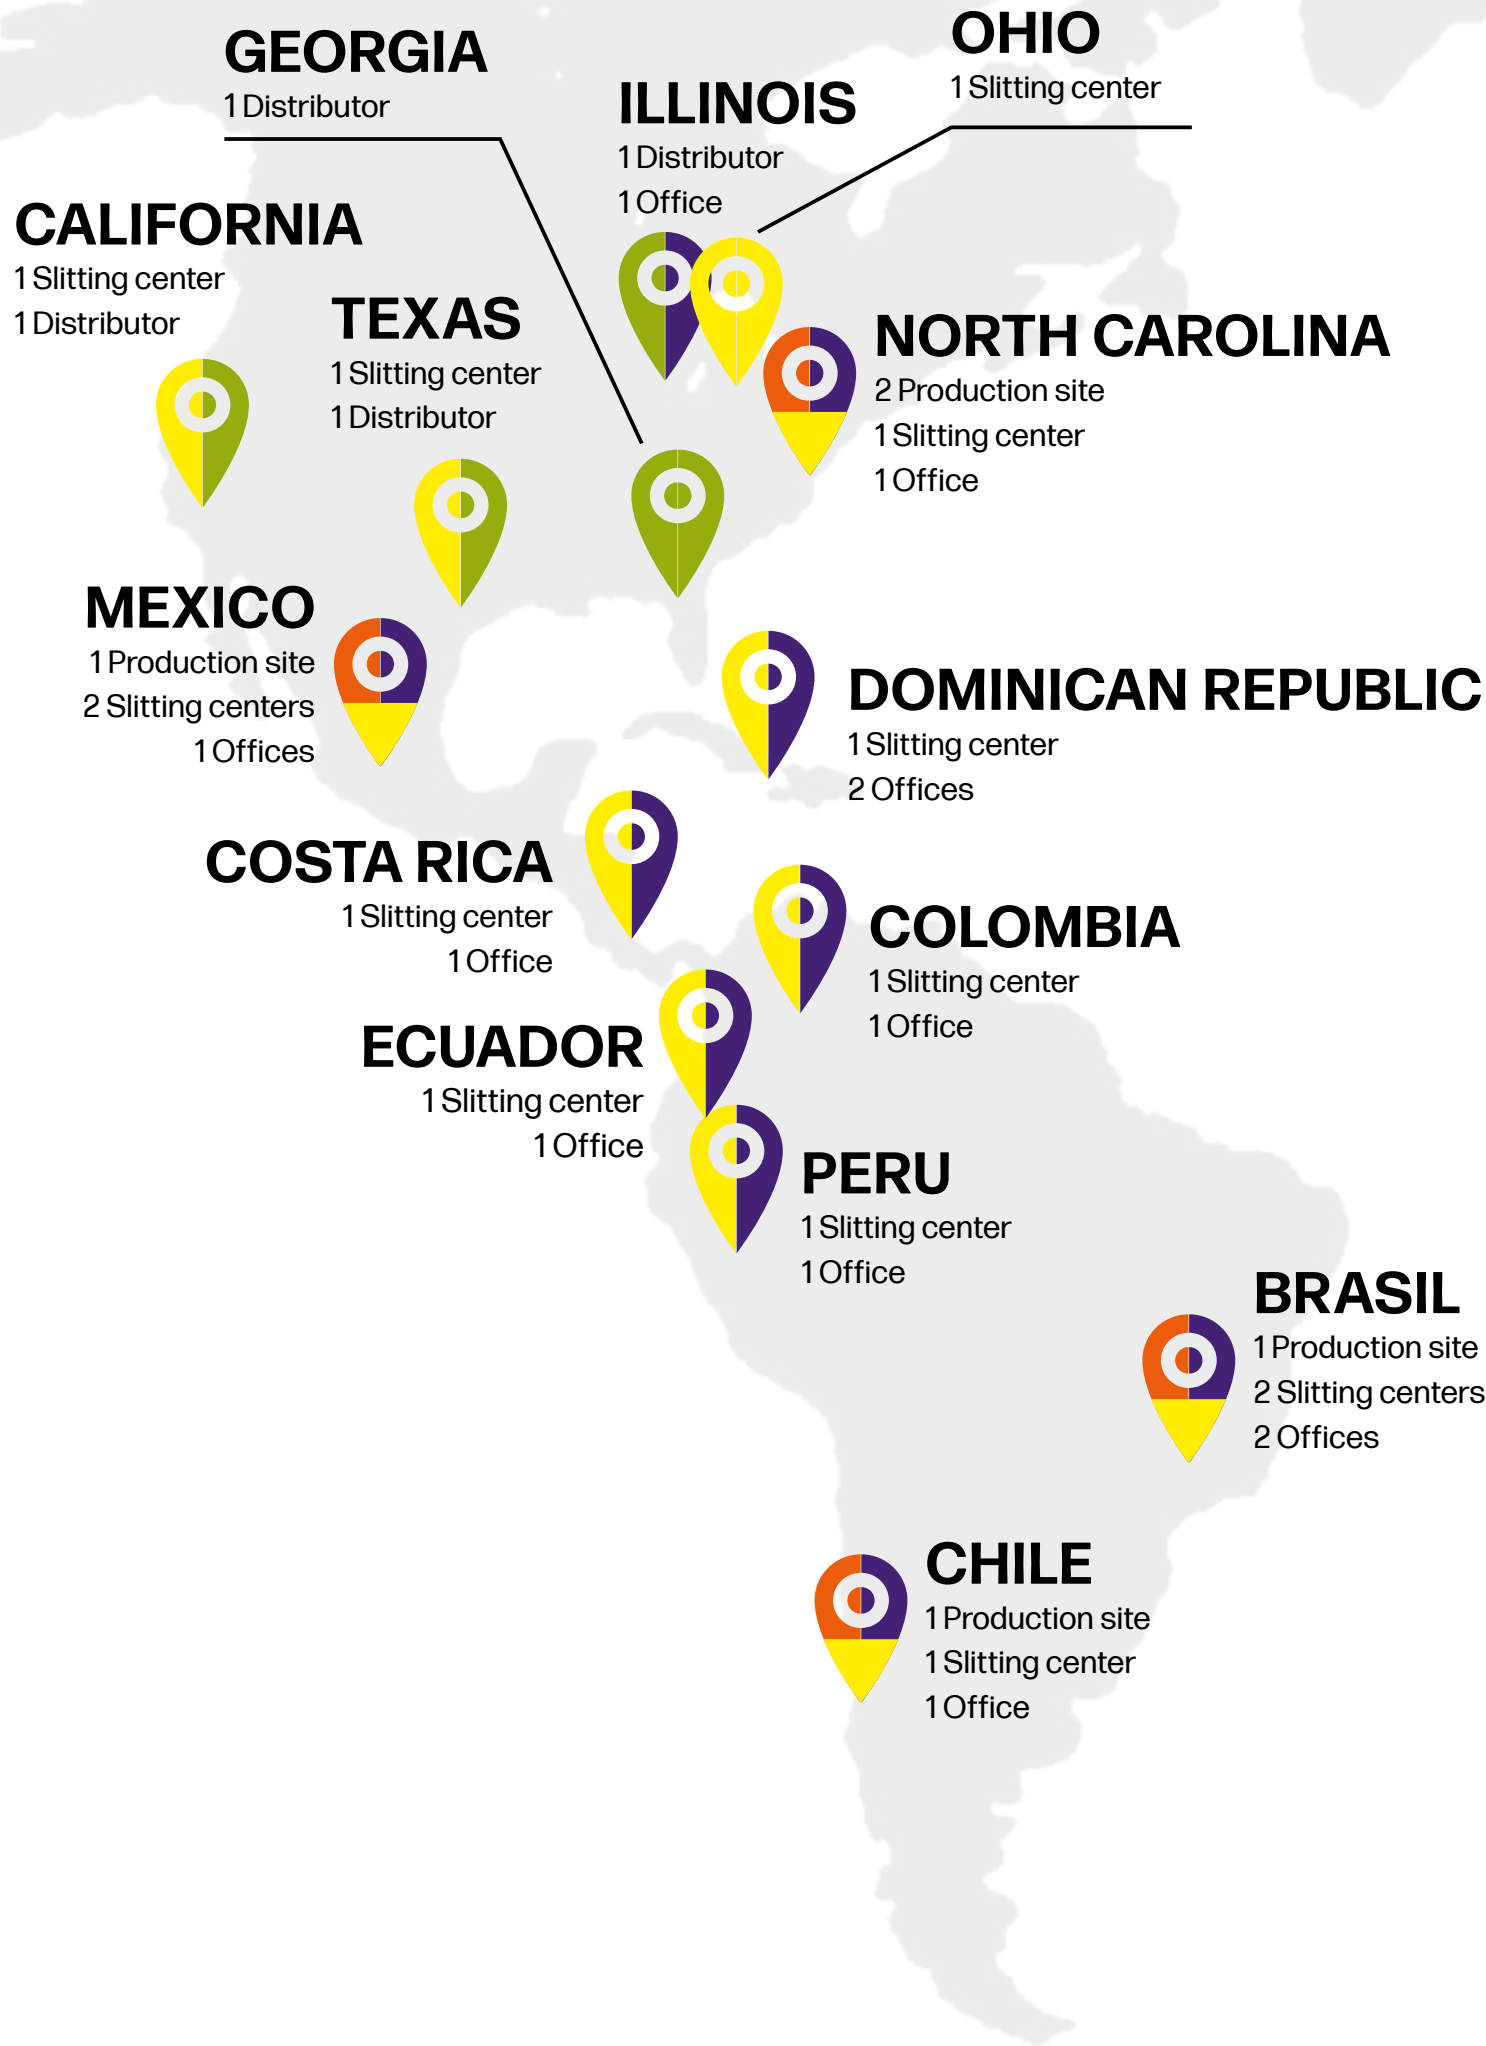 GEORGIA
1 Distributor
OHIO
1 Slitting center
ILLINOIS
1 Distributor
1 Office
CALIFORNIA
1 Slitting center
1 Distributor
TEXAS
1 Slitting center
1 Distributor
NORTH CAROLINA
2 Production site
1 Slitting center
1 Office
MEXICO
1 Production site
2 Slitting centers
1 Offices
DOMINICAN REPUBLIC
1 Slitting center
2 Offices
COSTA RICA
1 Slitting center
1 Office
COLOMBIA
1 Slitting center
1 Office
ECUADOR
1 Slitting center
1 Office
PERU
1 Slitting center
1 Office
BRASIL
1 Production site
2 Slitting centers
2 Offices
CHILE
1 Production site
1 Slitting center
1 Office